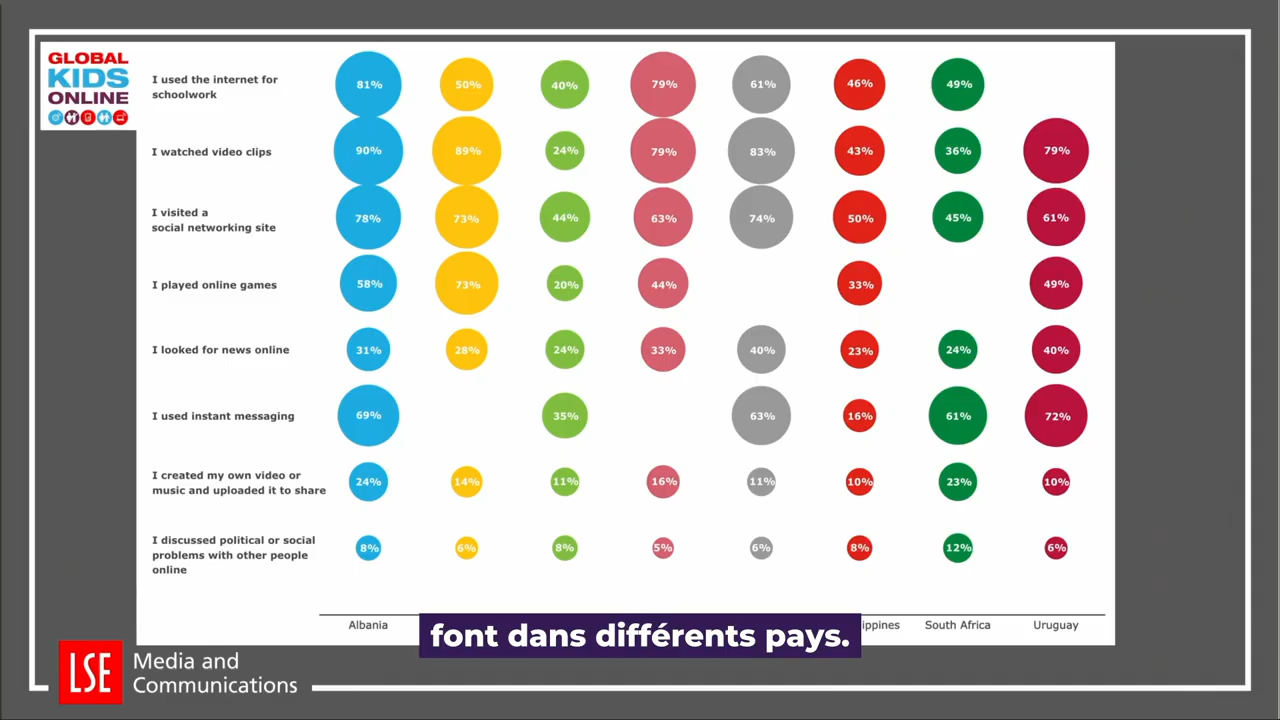 GLOBAL
KIDS
ONLINE
I used the internet for
schoolwork
81% 50% 40% 79% 61% 46% 49%
I watched video clips
90% 89% 24% 79% 83% 43% 36% 79%
I visited a
social networking site
78% 73% 44% 63% 74% 50% 45% 61%
I played online games
58% 73% 20% 44% 33% 49%
I looked for news online
31% 28% 24% 33% 40% 23% 24% 40%
I used instant messaging
69% 35% 63% 16% 61% 72%
I created my own video or
music and uploaded it to share
24% 14% 11% 16% 11% 10% 23% 10%
I discussed political or social
problems with other people
online
8% 6% 8% 5% 6% 8% 12% 6%
Albania ippines South Africa Uruguay
font dans différents pays.
LSE
Media and
Communications